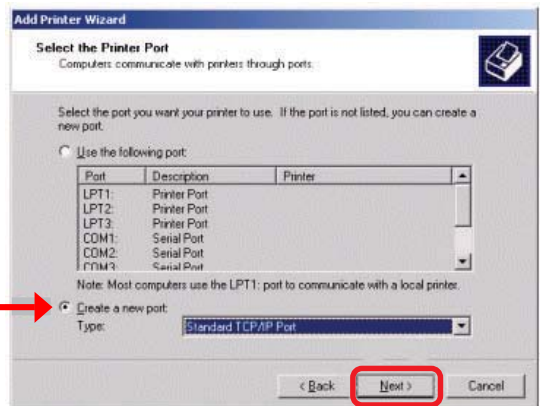 Add Printer Wizard
Select the Printer Port
Computers communicate with printers through ports.
Select the port you want your printer to use. If the port is not listed, you can create a
new port.
Use the following port:
Port Description Printer
LPT1: Printer Port
LPT2: Printer Port
LPT3: Printer Port
COM1: Serial Port
COM2: Serial Port
COM3: Serial Port
Note: Most computers use the LPT1: port to communicate with a local printer.
Create a new port:
Type: Standard TCP/IP Port
< Back Next > Cancel